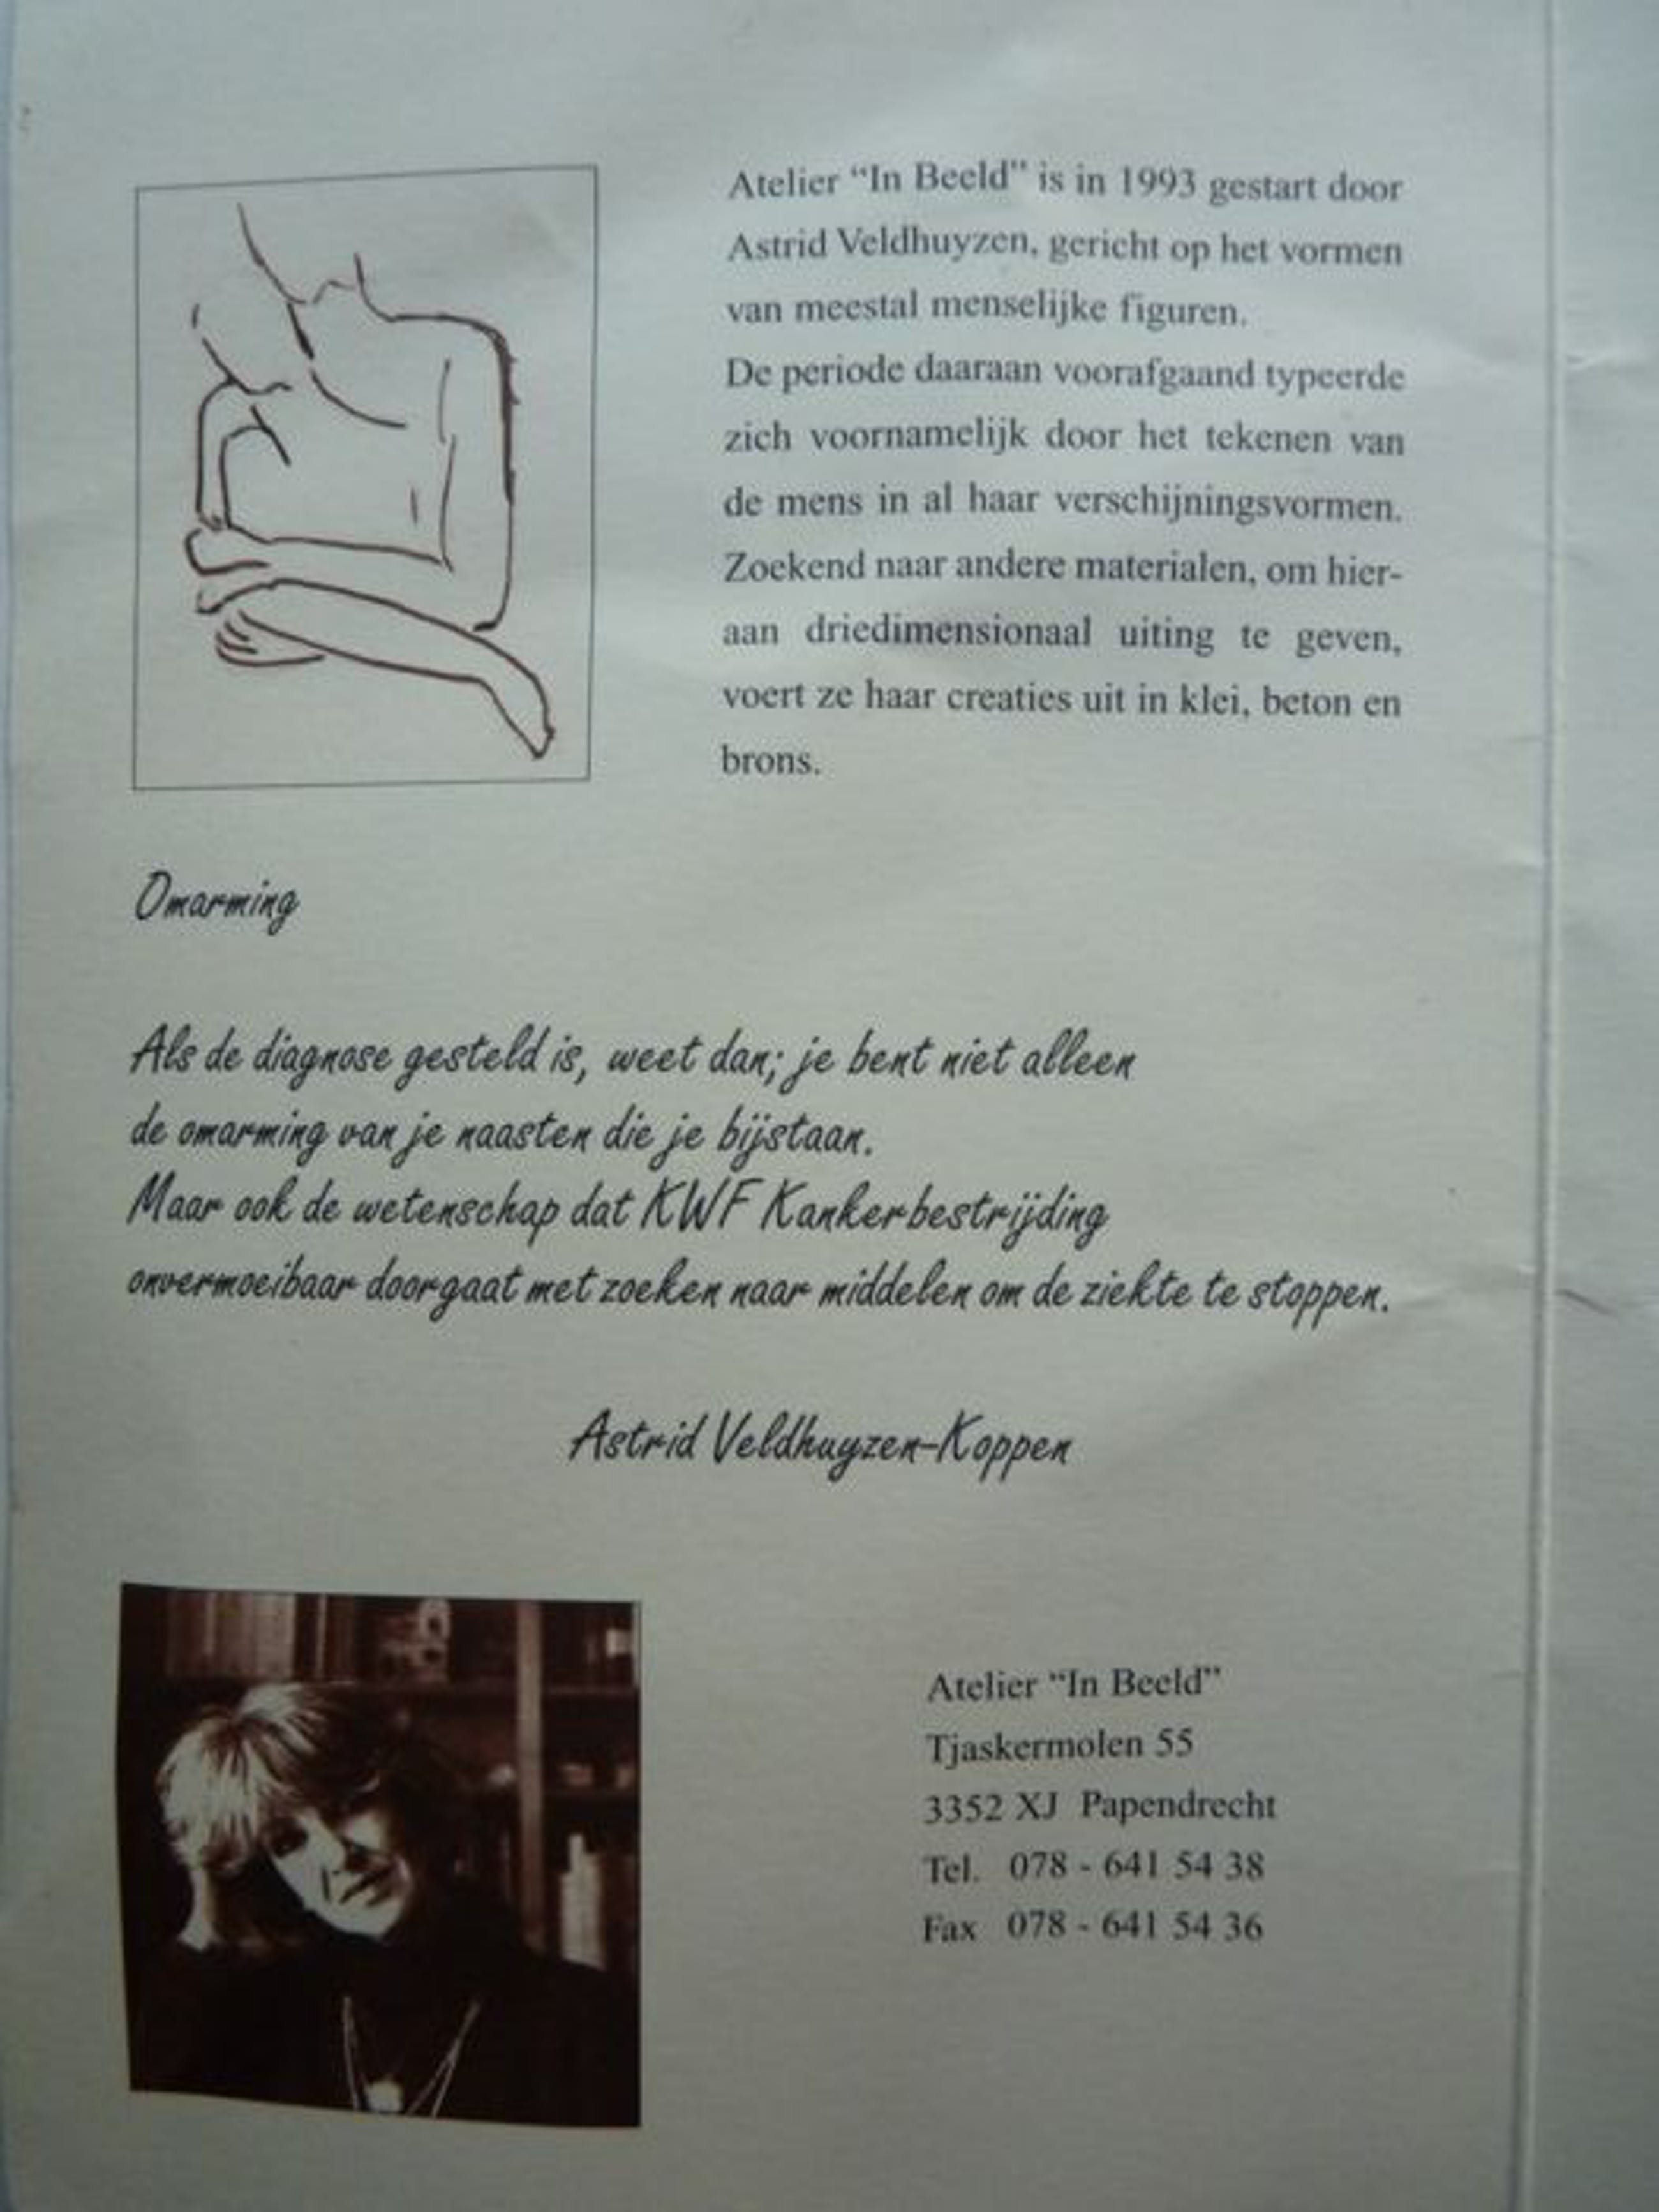 Atelier “In Beeld” is in 1993 gestart door
Astrid Veldhuyzen, gericht op het vormen
van meestal menselijke figuren.
De periode daaraan voorafgaand typeerde
zich voornamelijk door het tekenen van
de mens in al haar verschijningsvormen.
Zoekend naar andere materialen, om hier-
aan driedimensionaal uiting te geven,
voert ze haar creaties uit in klei, beton en
brons.
Omarming
Als de diagnose gesteld is, weet dan; je bent niet alleen
de omarming van je naasten die je bijstaan.
Maar ook de wetenschap dat KWF Kankerbestrijding
onvermoeibaar doorgaat met zoeken naar middelen om de ziekte te stoppen.
Astrid Veldhuyzen-Koppen
Atelier “In Beeld”
Tjaskermolen 55
3352 XJ Papendrecht
Tel. 078 - 641 54 38
Fax 078 - 641 54 36